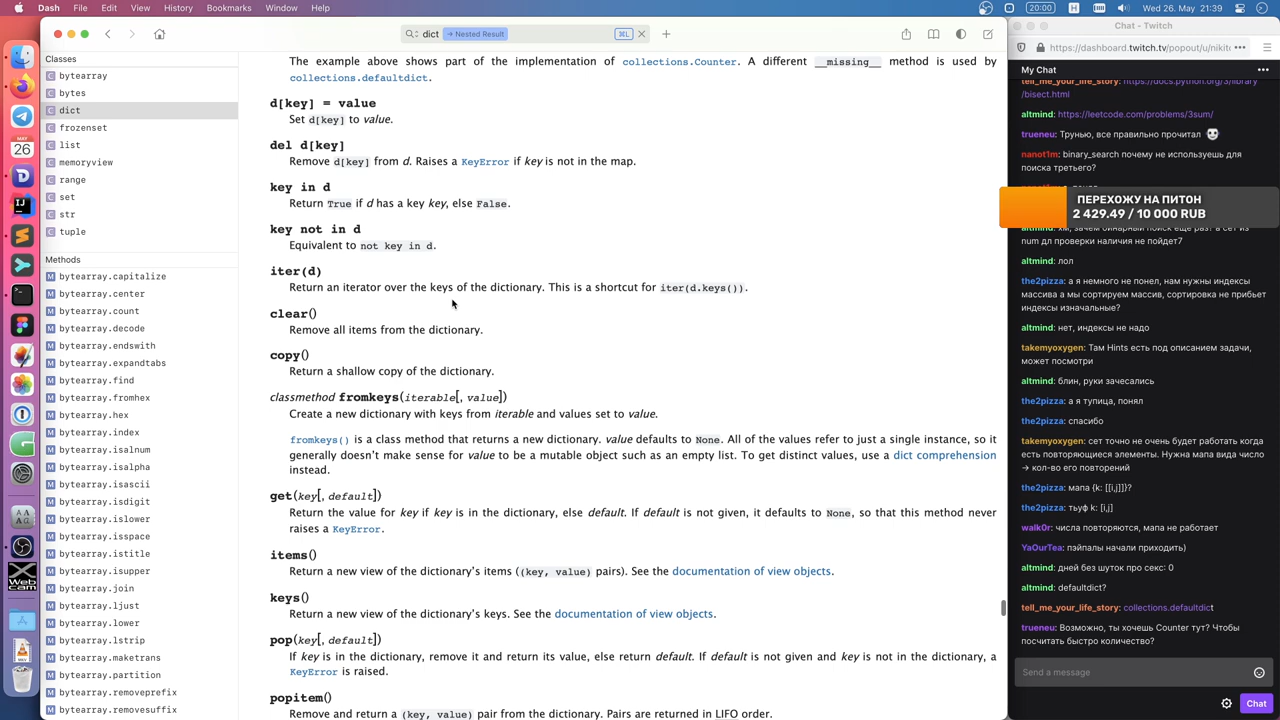 Dash Edit View History Bookmarks Window Help
20:00 Wed 26. May 21:39
dict Nested Result ⌘L
Classes
bytearray
bytes
dict
frozenset
list
memoryview
range
set
str
tuple
Methods
bytearray.capitalize
bytearray.center
bytearray.count
bytearray.decode
bytearray.endswith
bytearray.expandtabs
bytearray.find
bytearray.fromhex
bytearray.hex
bytearray.index
bytearray.isalnum
bytearray.isalpha
bytearray.isascii
bytearray.isdigit
bytearray.islower
bytearray.isspace
bytearray.istitle
bytearray.isupper
bytearray.join
bytearray.ljust
bytearray.lower
bytearray.lstrip
bytearray.maketrans
bytearray.partition
bytearray.removeprefix
bytearray.removesuffix
The example above shows part of the implementation of collections.Counter. A different __missing__ method is used by
collections.defaultdict.
d[key] = value
Set d[key] to value.
del d[key]
Remove d[key] from d. Raises a KeyError if key is not in the map.
key in d
Return True if d has a key key, else False.
key not in d
Equivalent to not key in d.
iter(d)
Return an iterator over the keys of the dictionary. This is a shortcut for iter(d.keys()).
clear()
Remove all items from the dictionary.
copy()
Return a shallow copy of the dictionary.
classmethod fromkeys(iterable[, value])
Create a new dictionary with keys from iterable and values set to value.
fromkeys() is a class method that returns a new dictionary. value defaults to None. All of the values refer to just a single instance, so it
generally doesn't make sense for value to be a mutable object such as an empty list. To get distinct values, use a dict comprehension
instead.
get(key[, default])
Return the value for key if key is in the dictionary, else default. If default is not given, it defaults to None, so that this method never
raises a KeyError.
items()
Return a new view of the dictionary's items ((key, value) pairs). See the documentation of view objects.
keys()
Return a new view of the dictionary's keys. See the documentation of view objects.
pop(key[, default])
If key is in the dictionary, remove it and return its value, else return default. If default is not given and key is not in the dictionary, a
KeyError is raised.
popitem()
Remove and return a (key, value) pair from the dictionary. Pairs are returned in LIFO order.
Chat - Twitch
https://dashboard.twitch.tv/popout/u/nikit
My Chat
tell_me_your_life_story: https://docs.python.org/3/library
/bisect.html
altmind: https://leetcode.com/problems/3sum/
trueneu: Трунью, все правильно прочитал
nanot1m: binary_search почему не используешь для
поиска третьего?
ПЕРЕХОЖУ НА ПИТОН
2 429.49 / 10 000 RUB
num дл проверки наличия не пойдет7
altmind: лол
the2pizza: а я немного не понел, нам нужны индексы
массива а мы сортируем массив, сортировка не прибьет
индексы изначальные?
altmind: нет, индексы не надо
takemyoxygen: Там Hints есть под описанием задачи,
может посмотри
altmind: блин, руки зачесались
the2pizza: а я тупица, понял
the2pizza: спасибо
takemyoxygen: сет точно не очень будет работать когда
есть повторяющиеся элементы. Нужна мапа вида число
→ кол-во его повторений
the2pizza: мапа {k: [[i,j]]}?
the2pizza: тьуф k: [i,j]
walk0r: числа повторяются, мапа не работает
YaOurTea: пэйпалы начали приходить)
altmind: дней без шуток про секс: 0
altmind: defaultdict?
tell_me_your_life_story: collections.defaultdict
trueneu: Возможно, ты хочешь Counter тут? Чтобы
посчитать быстро количество?
Send a message
Chat